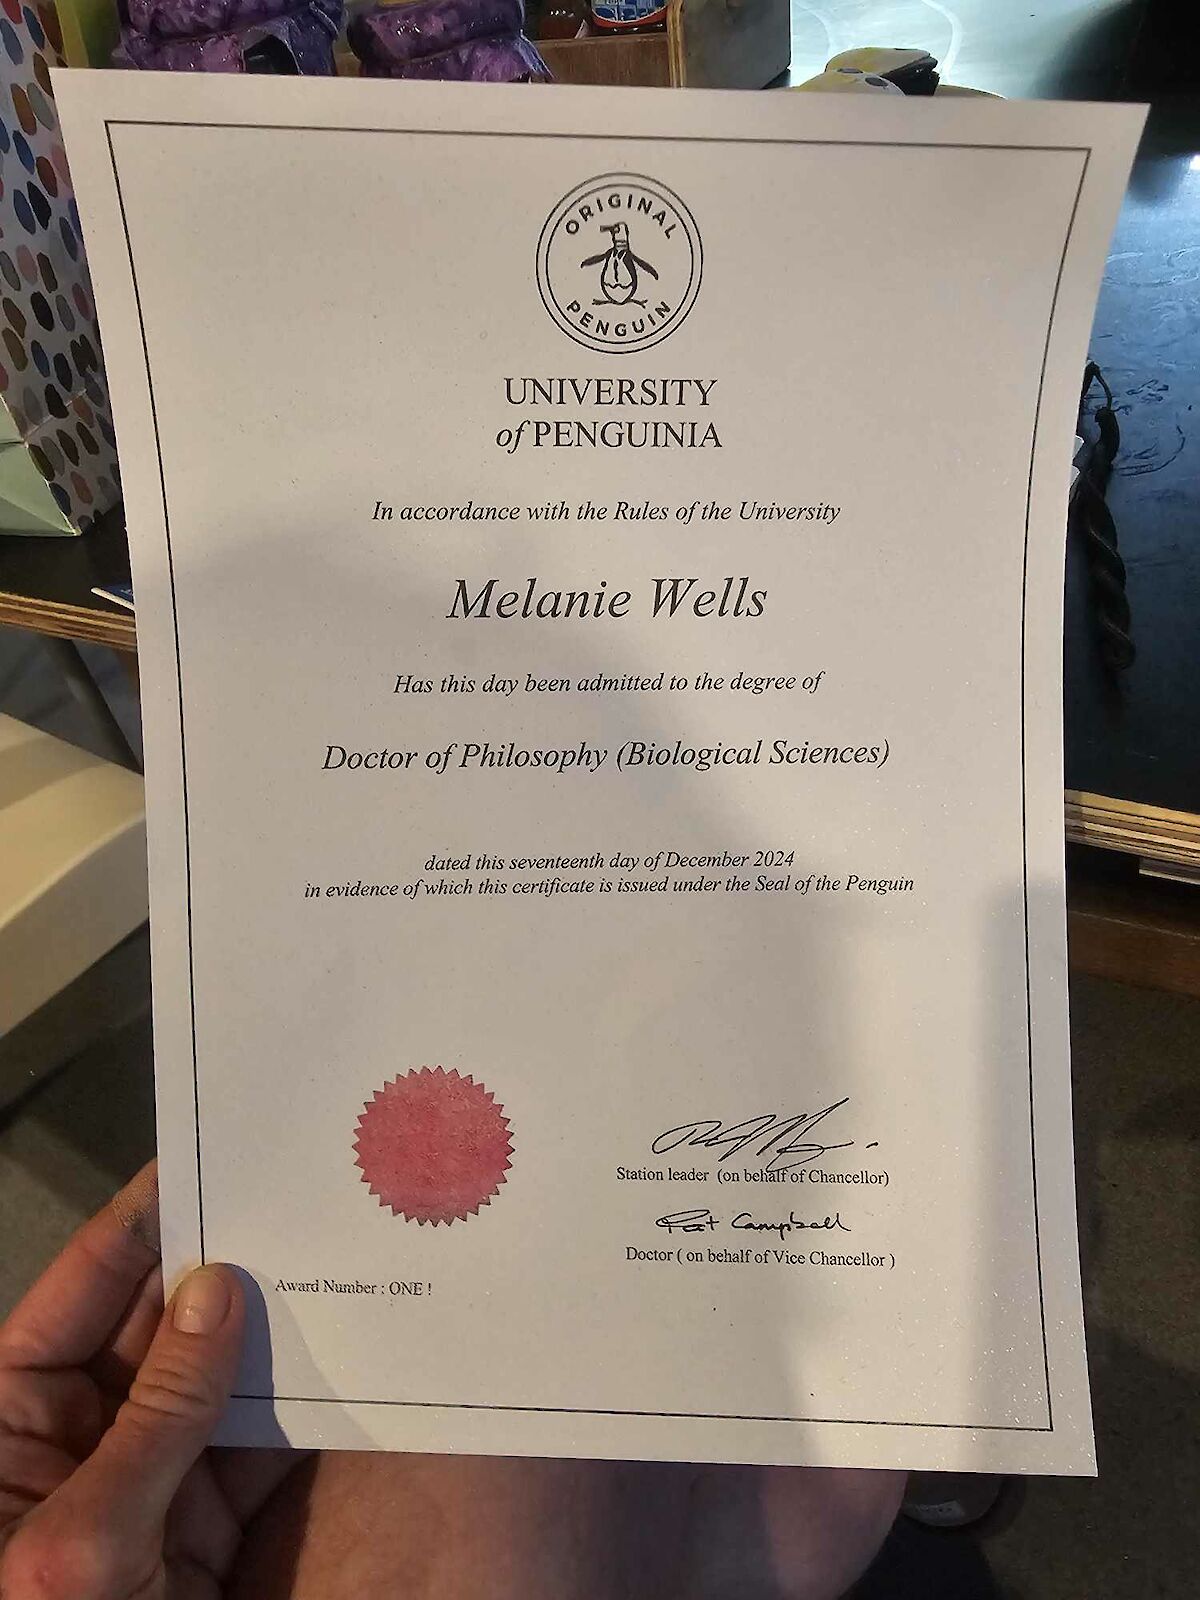 ORIGINAL
PENGUIN
UNIVERSITY
of PENGUINIA
In accordance with the Rules of the University
Melanie Wells
Has this day been admitted to the degree of
Doctor of Philosophy (Biological Sciences)
dated this seventeenth day of December 2024
in evidence of which this certificate is issued under the Seal of the Penguin
Station leader (on behalf of Chancellor)
Pat Campbell
Doctor ( on behalf of Vice Chancellor )
Award Number : ONE !